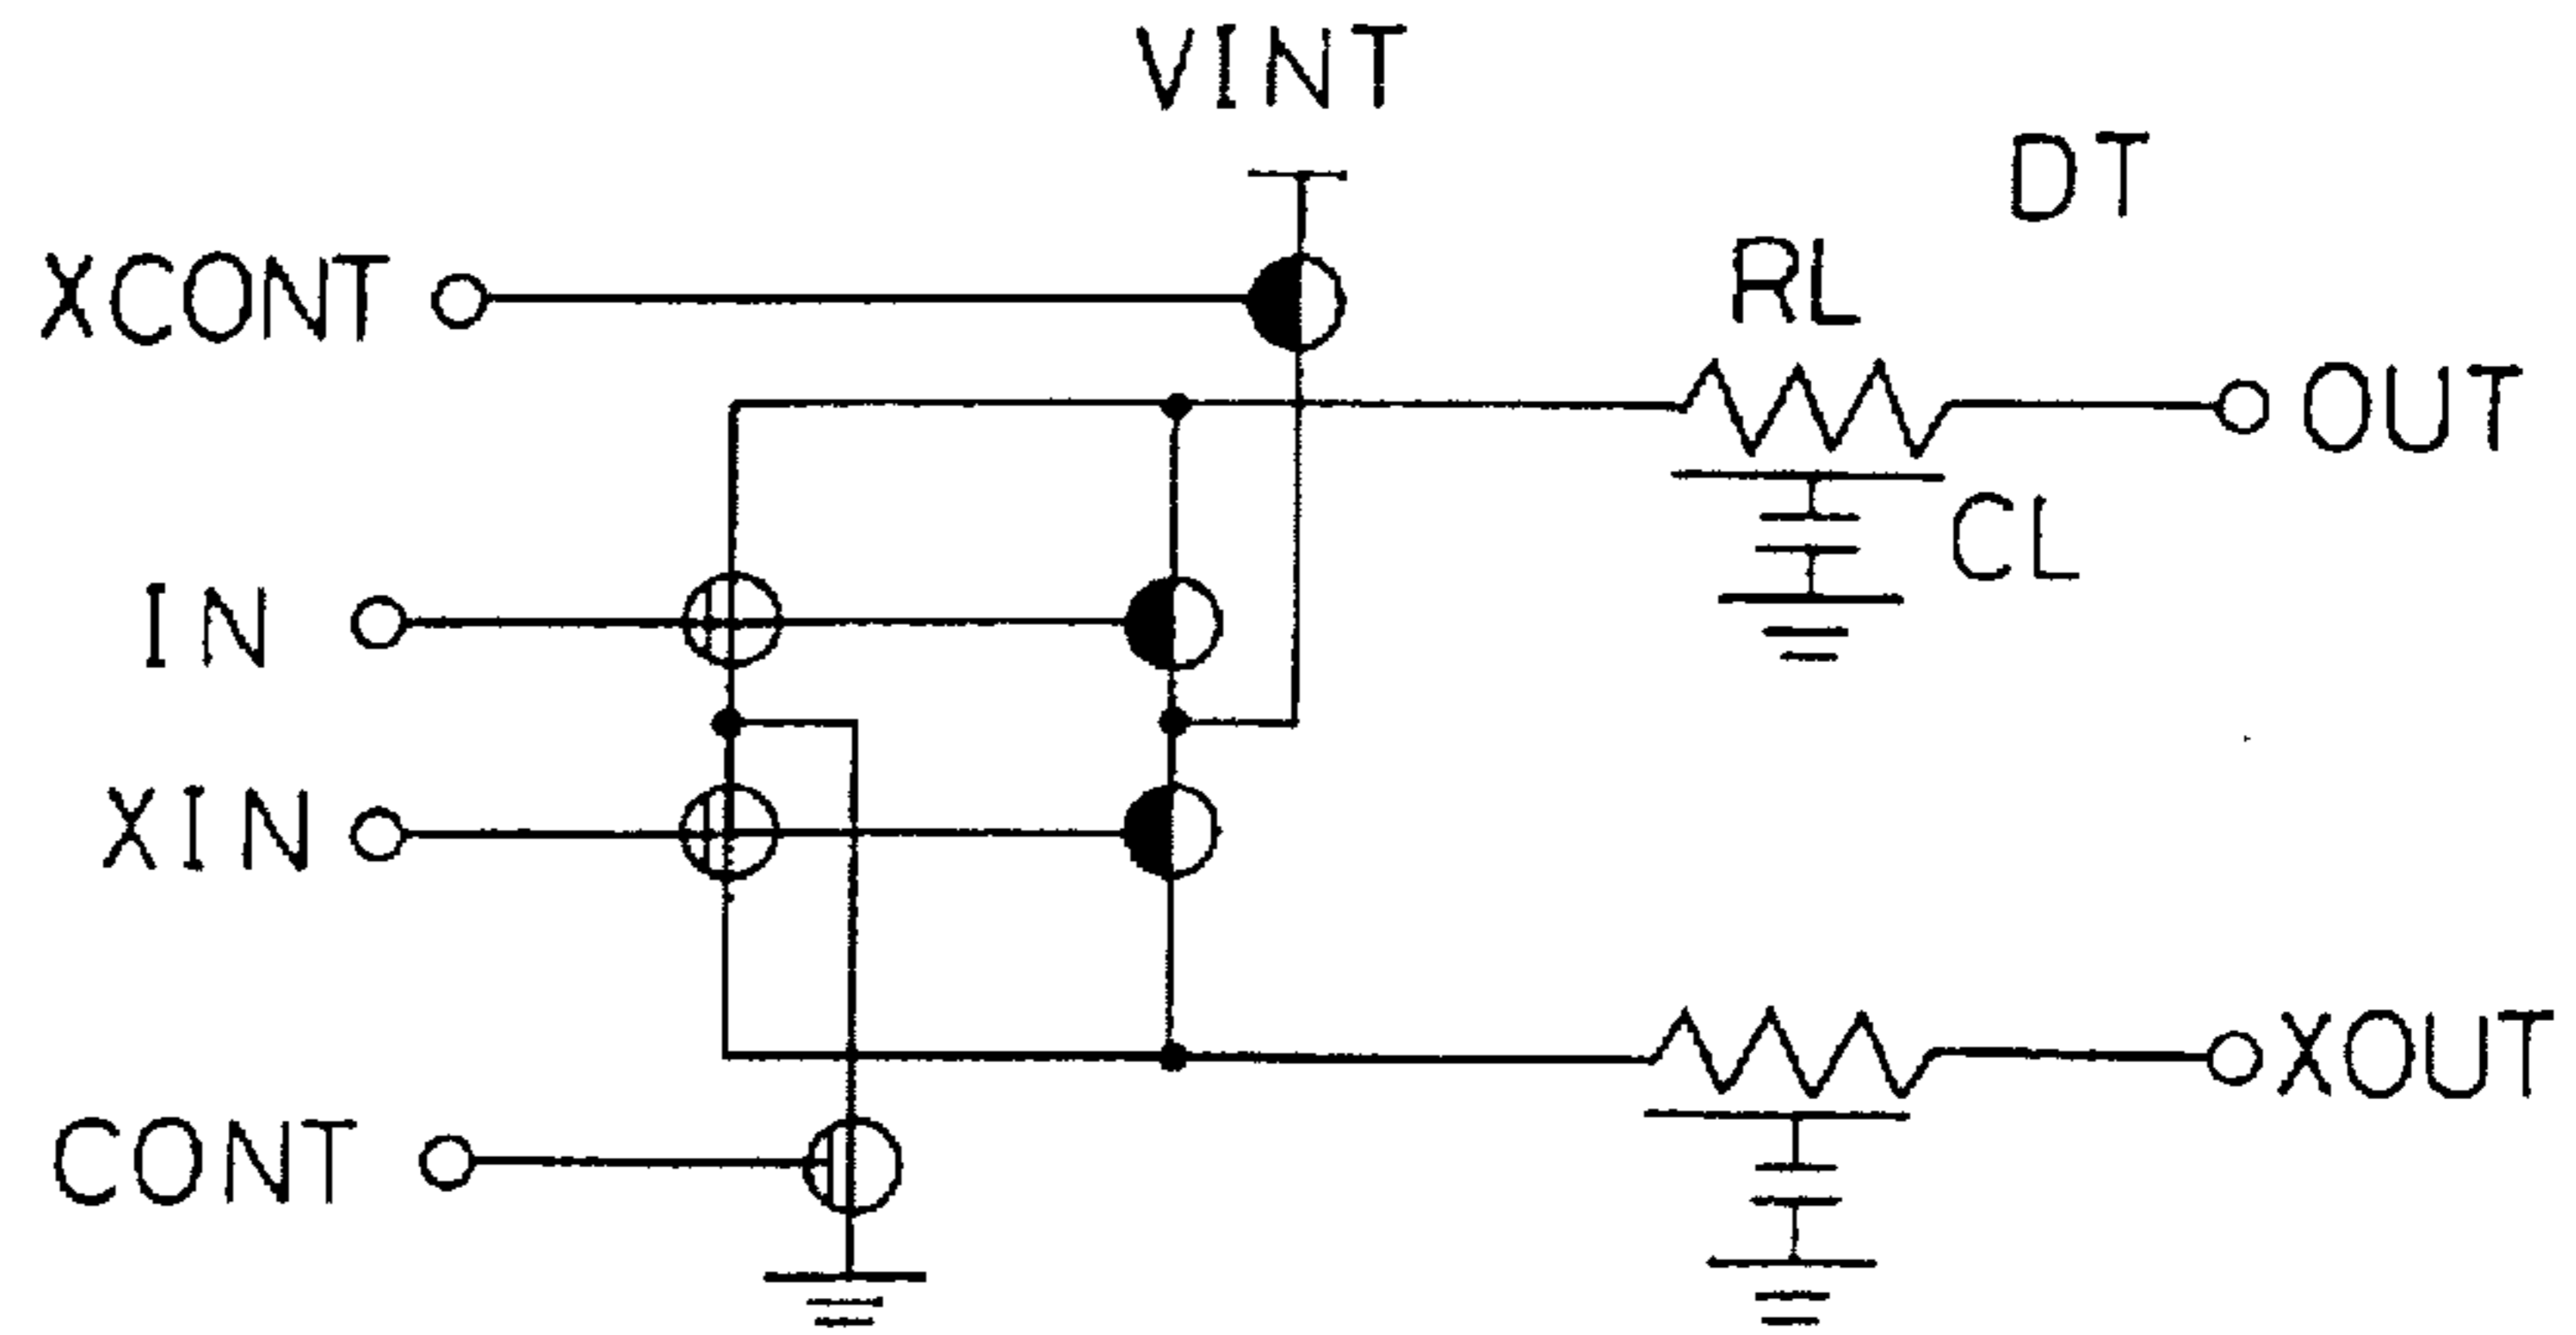 VINT
DT
XCONT
RL
OUT
CL
IN
XIN
XOUT
CONT